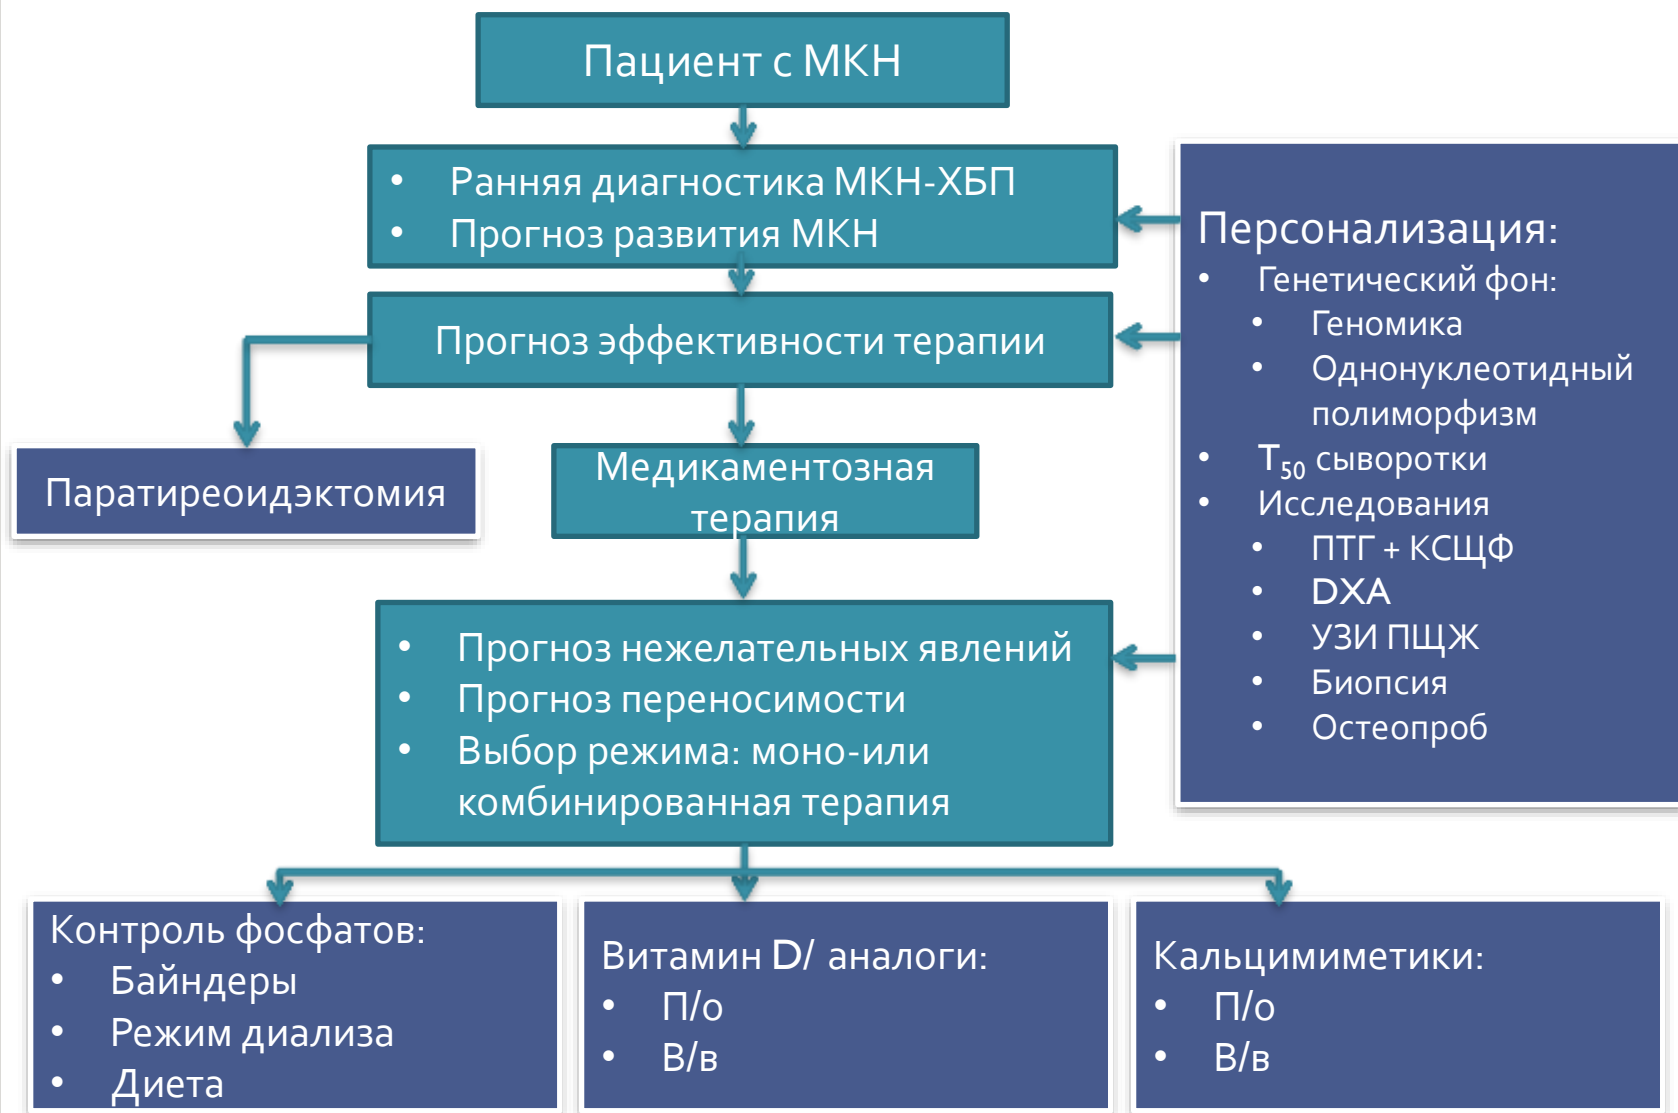 Пациент с МКН
• Ранняя диагностика МКН-ХБП
• Прогноз развития МКН
Прогноз эффективности терапии
Паратиреоидэктомия
Медикаментозная
терапия
• Прогноз нежелательных явлений
• Прогноз переносимости
• Выбор режима: моно-или
комбинированная терапия
Персонализация:
• Генетический фон:
• Геномика
• Однонуклеотидный
полиморфизм
• T₅₀ сыворотки
• Исследования
• ПТГ + КСЩФ
• DXA
• УЗИ ПЩЖ
• Биопсия
• Остеопроб
Контроль фосфатов:
• Байндеры
• Режим диализа
• Диета
Витамин D/ аналоги:
• П/о
• В/в
Кальцимиметики:
• П/о
• В/в